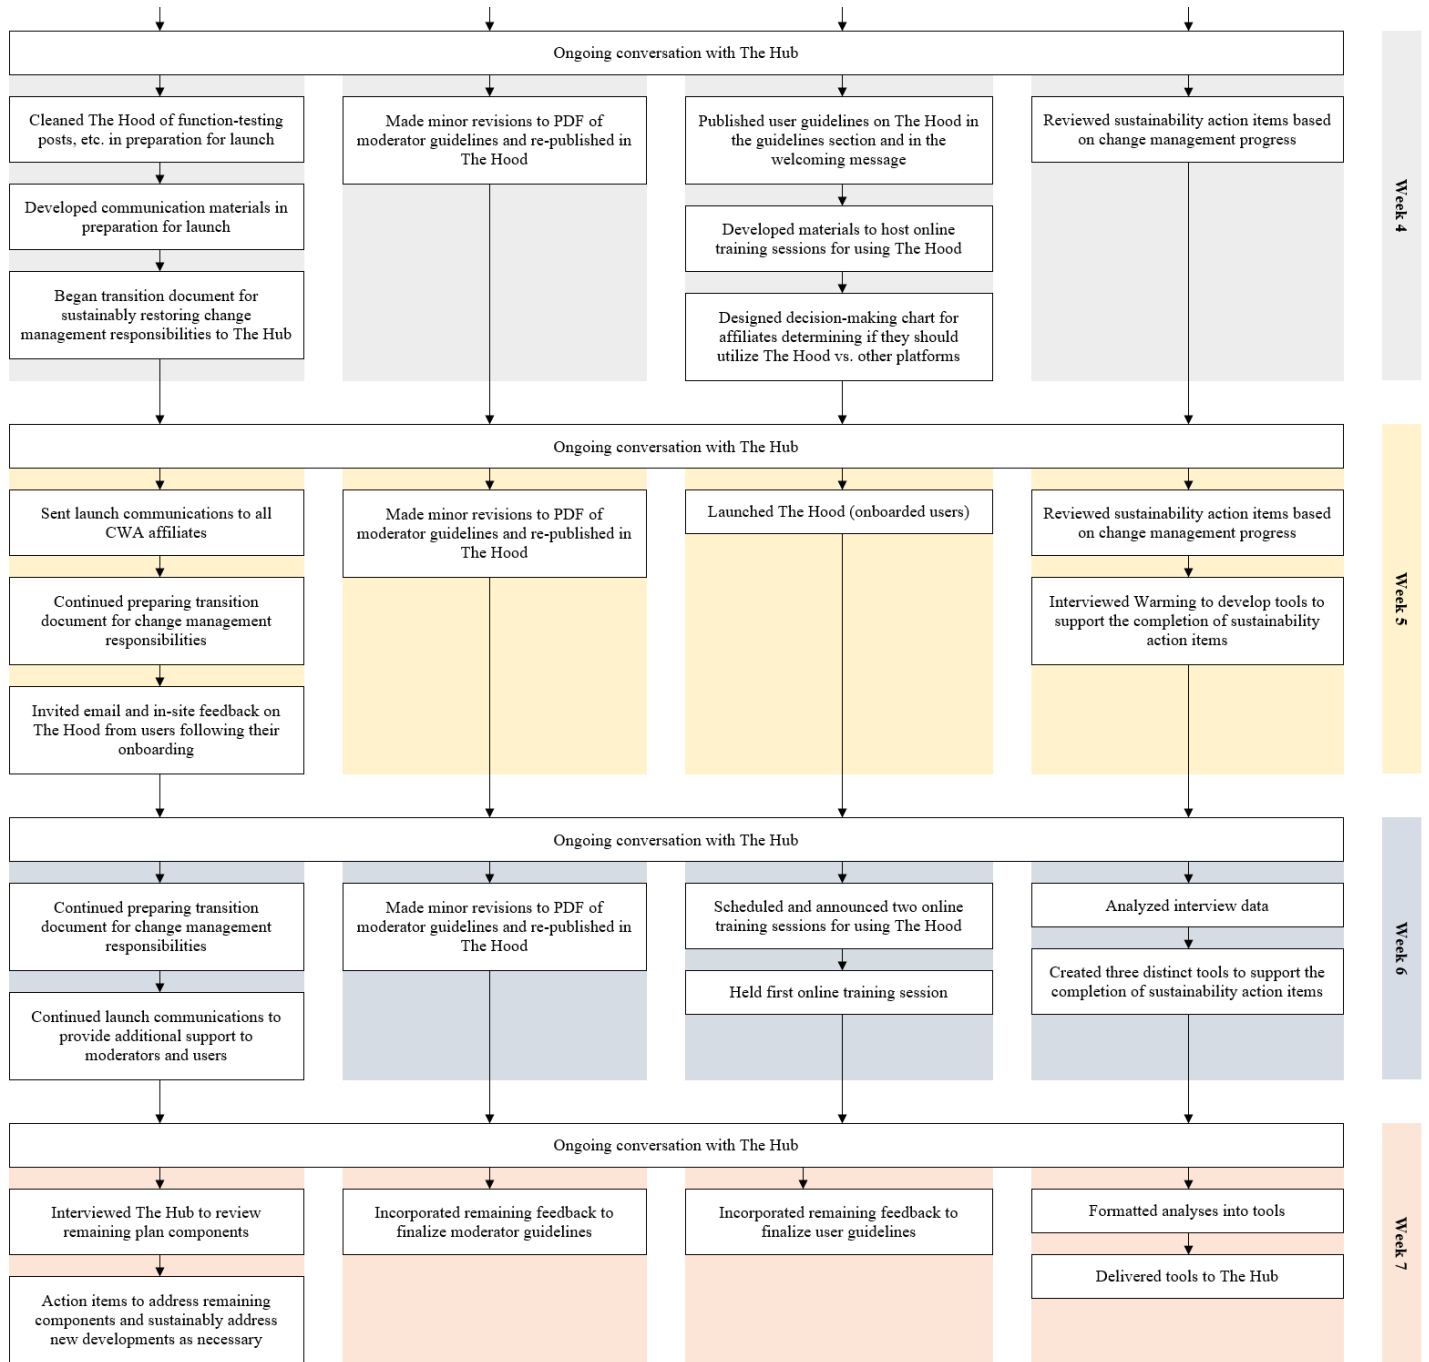 Ongoing conversation with The Hub
Cleaned The Hood of function-testing
posts, etc. in preparation for launch
Developed communication materials in
preparation for launch
Began transition document for
sustainably restoring change
management responsibilities to The Hub
Made minor revisions to PDF of
moderator guidelines and re-published in
The Hood
Published user guidelines on The Hood in
the guidelines section and in the
welcoming message
Developed materials to host online
training sessions for using The Hood
Designed decision-making chart for
affiliates determining if they should
utilize The Hood vs. other platforms
Reviewed sustainability action items based
on change management progress
Week 4
Ongoing conversation with The Hub
Sent launch communications to all
CWA affiliates
Continued preparing transition
document for change management
responsibilities
Invited email and in-site feedback on
The Hood from users following their
onboarding
Made minor revisions to PDF of
moderator guidelines and re-published in
The Hood
Launched The Hood (onboarded users)
Reviewed sustainability action items based
on change management progress
Interviewed Warming to develop tools to
support the completion of sustainability
action items
Week 5
Ongoing conversation with The Hub
Continued preparing transition
document for change management
responsibilities
Continued launch communications to
provide additional support to
moderators and users
Made minor revisions to PDF of
moderator guidelines and re-published in
The Hood
Scheduled and announced two online
training sessions for using The Hood
Held first online training session
Analyzed interview data
Created three distinct tools to support the
completion of sustainability action items
Week 6
Ongoing conversation with The Hub
Interviewed The Hub to review
remaining plan components
Action items to address remaining
components and sustainably address
new developments as necessary
Incorporated remaining feedback to
finalize moderator guidelines
Incorporated remaining feedback to
finalize user guidelines
Formatted analyses into tools
Delivered tools to The Hub
Week 7